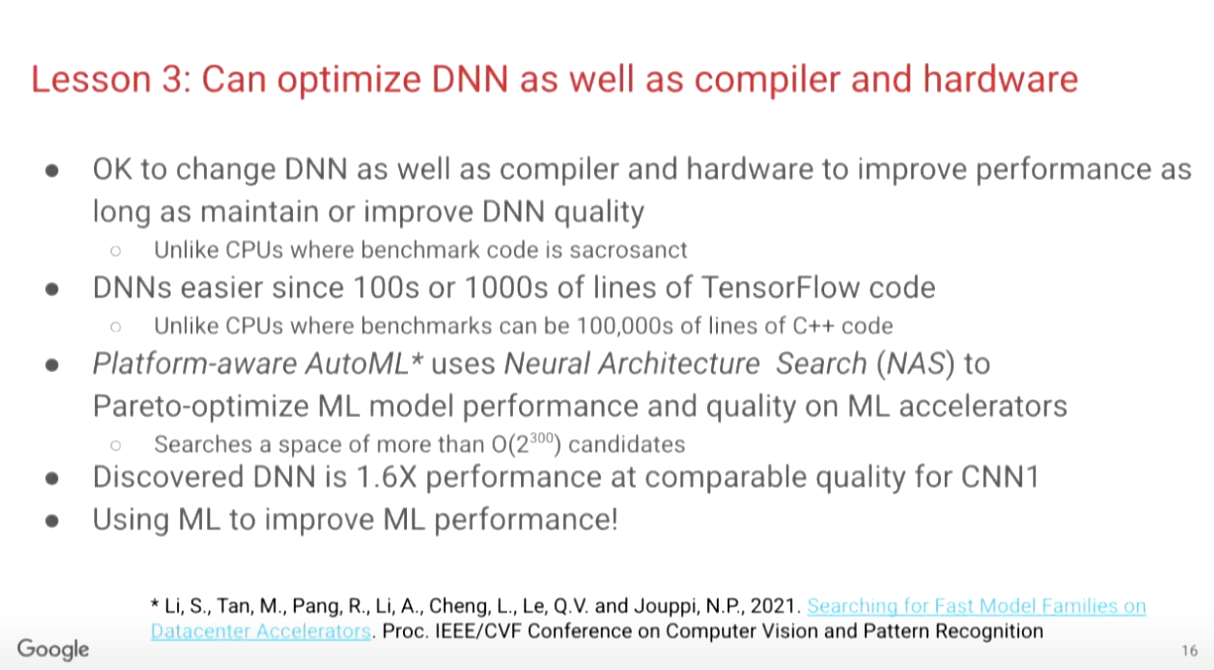 Lesson 3: Can optimize DNN as well as compiler and hardware
● OK to change DNN as well as compiler and hardware to improve performance as
long as maintain or improve DNN quality
○ Unlike CPUs where benchmark code is sacrosanct
● DNNs easier since 100s or 1000s of lines of TensorFlow code
○ Unlike CPUs where benchmarks can be 100,000s of lines of C++ code
● Platform-aware AutoML* uses Neural Architecture Search (NAS) to
Pareto-optimize ML model performance and quality on ML accelerators
○ Searches a space of more than O(2³⁰⁰) candidates
● Discovered DNN is 1.6X performance at comparable quality for CNN1
● Using ML to improve ML performance!
* Li, S., Tan, M., Pang, R., Li, A., Cheng, L., Le, Q.V. and Jouppi, N.P., 2021. Searching for Fast Model Families on
Datacenter Accelerators. Proc. IEEE/CVF Conference on Computer Vision and Pattern Recognition
Google
16